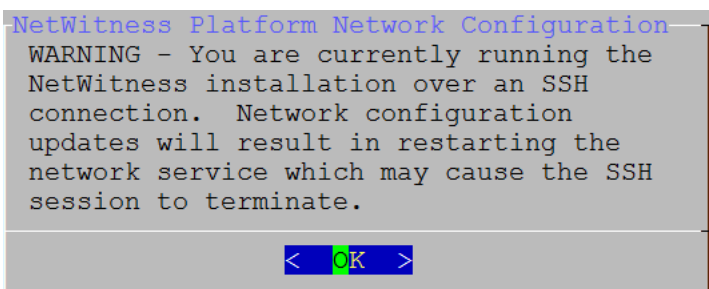 NetWitness Platform Network Configuration
WARNING - You are currently running the
NetWitness installation over an SSH
connection.  Network configuration
updates will result in restarting the
network service which may cause the SSH
session to terminate.
<  OK  >